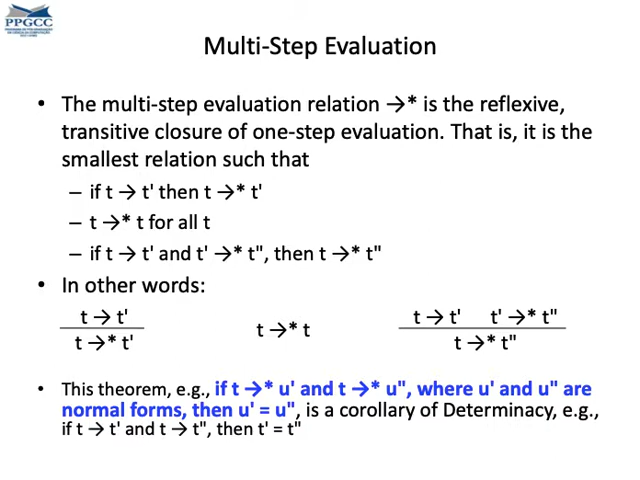 PPGCC
Multi-Step Evaluation
• The multi-step evaluation relation →* is the reflexive,
transitive closure of one-step evaluation. That is, it is the
smallest relation such that
– if t → t' then t →* t'
– t →* t for all t
– if t → t' and t' →* t", then t →* t"
• In other words:
t → t'
t →* t'
t →* t
t → t' t' →* t"
t →* t"
• This theorem, e.g., if t →* u' and t →* u", where u' and u" are
normal forms, then u' = u", is a corollary of Determinacy, e.g.,
if t → t' and t → t", then t' = t"